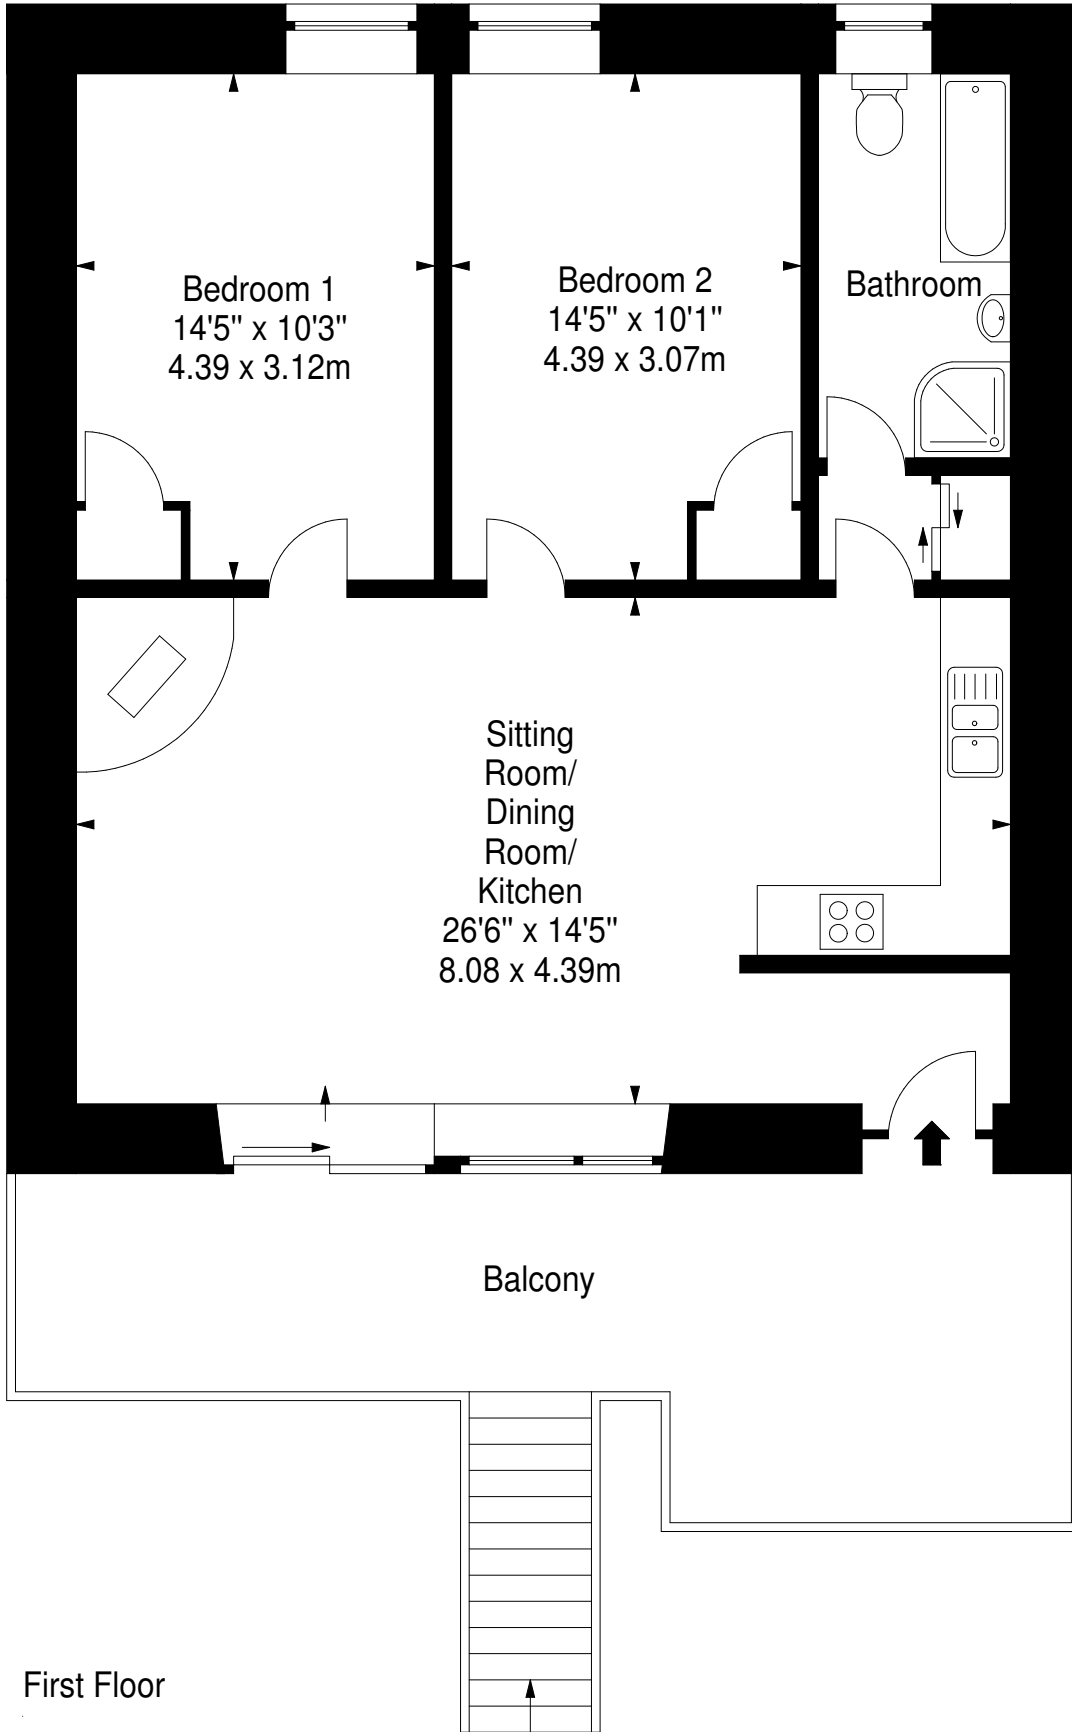 Bedroom 1
14'5" x 10'3"
4.39 x 3.12m
Bedroom 2
14'5" x 10'1"
4.39 x 3.07m
Bathroom
Sitting
Room/
Dining
Room/
Kitchen
26'6" x 14'5"
8.08 x 4.39m
Balcony
First Floor